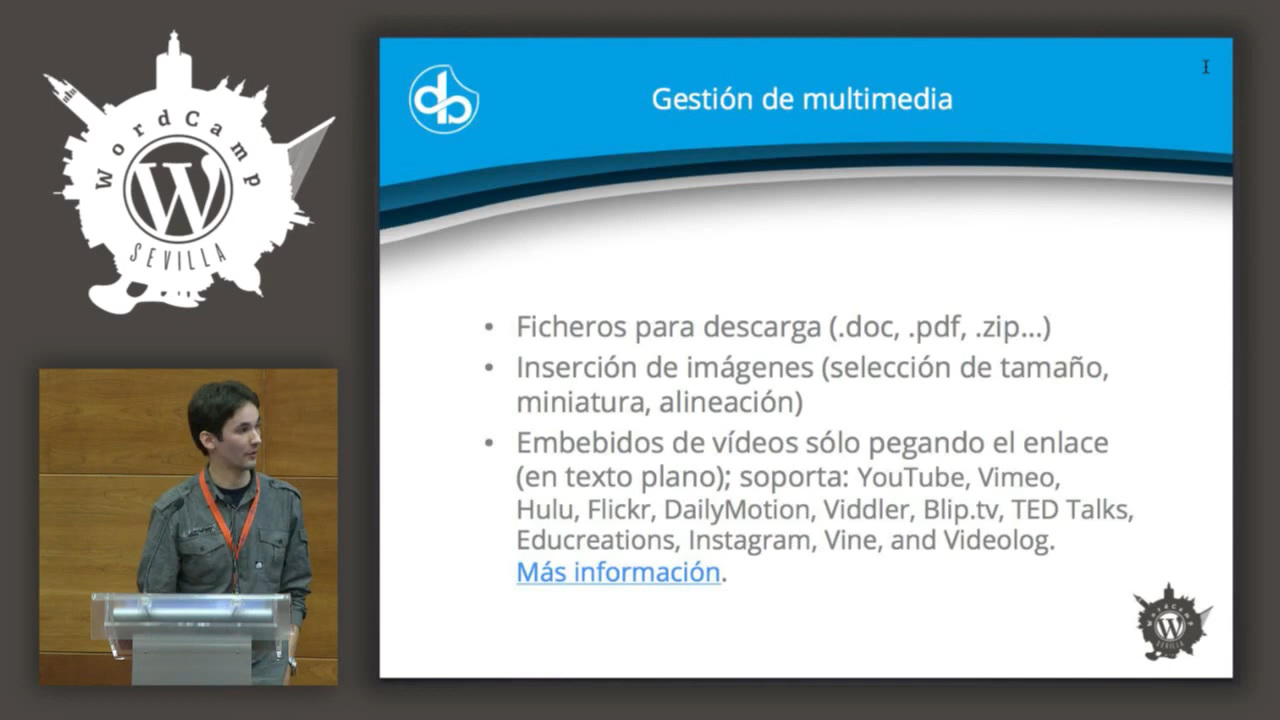 WordCamp
SEVILLA
Gestión de multimedia
• Ficheros para descarga (.doc, .pdf, .zip...)
• Inserción de imágenes (selección de tamaño,
miniatura, alineación)
• Embebidos de vídeos sólo pegando el enlace
(en texto plano); soporta: YouTube, Vimeo,
Hulu, Flickr, DailyMotion, Viddler, Blip.tv, TED Talks,
Educreations, Instagram, Vine, and Videolog.
Más información.
WordCamp
SEVILLA